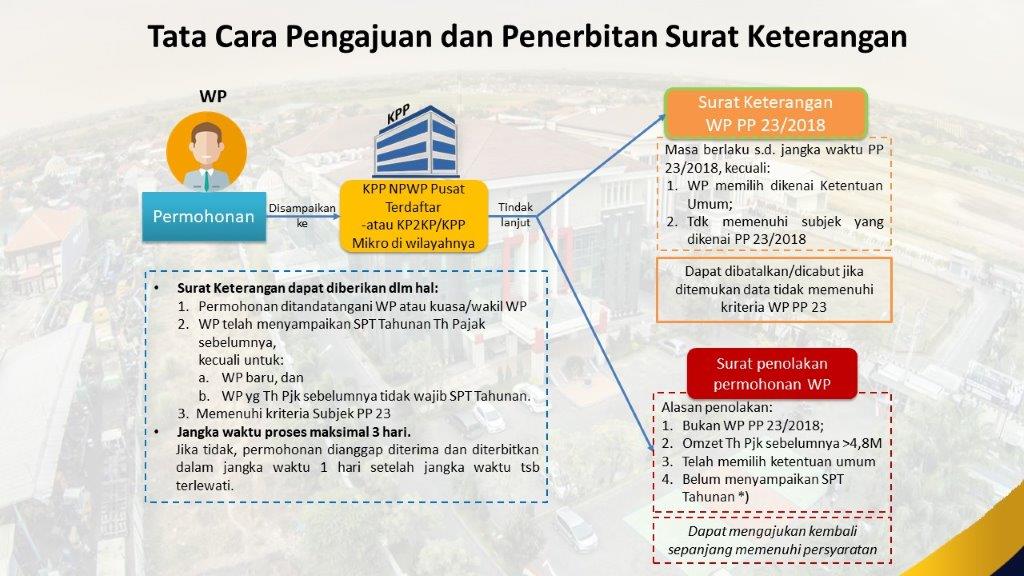 Tata Cara Pengajuan dan Penerbitan Surat Keterangan
WP
Permohonan
Disampaikan
ke
KPP
KPP NPWP Pusat
Terdaftar
-atau KP2KP/KPP
Mikro di wilayahnya
Tindak
lanjut
Surat Keterangan
WP PP 23/2018
Masa berlaku s.d. jangka waktu PP
23/2018, kecuali:
1. WP memilih dikenai Ketentuan
Umum;
2. Tdk memenuhi subjek yang
dikenai PP 23/2018
Dapat dibatalkan/dicabut jika
ditemukan data tidak memenuhi
kriteria WP PP 23
• Surat Keterangan dapat diberikan dlm hal:
1. Permohonan ditandatangani WP atau kuasa/wakil WP
2. WP telah menyampaikan SPT Tahunan Th Pajak
sebelumnya,
kecuali untuk:
a. WP baru, dan
b. WP yg Th Pjk sebelumnya tidak wajib SPT Tahunan.
3. Memenuhi kriteria Subjek PP 23
• Jangka waktu proses maksimal 3 hari.
Jika tidak, permohonan dianggap diterima dan diterbitkan
dalam jangka waktu 1 hari setelah jangka waktu tsb
terlewati.
Surat penolakan
permohonan WP
Alasan penolakan:
1. Bukan WP PP 23/2018;
2. Omzet Th Pjk sebelumnya >4,8M
3. Telah memilih ketentuan umum
4. Belum menyampaikan SPT
Tahunan *)
Dapat mengajukan kembali
sepanjang memenuhi persyaratan